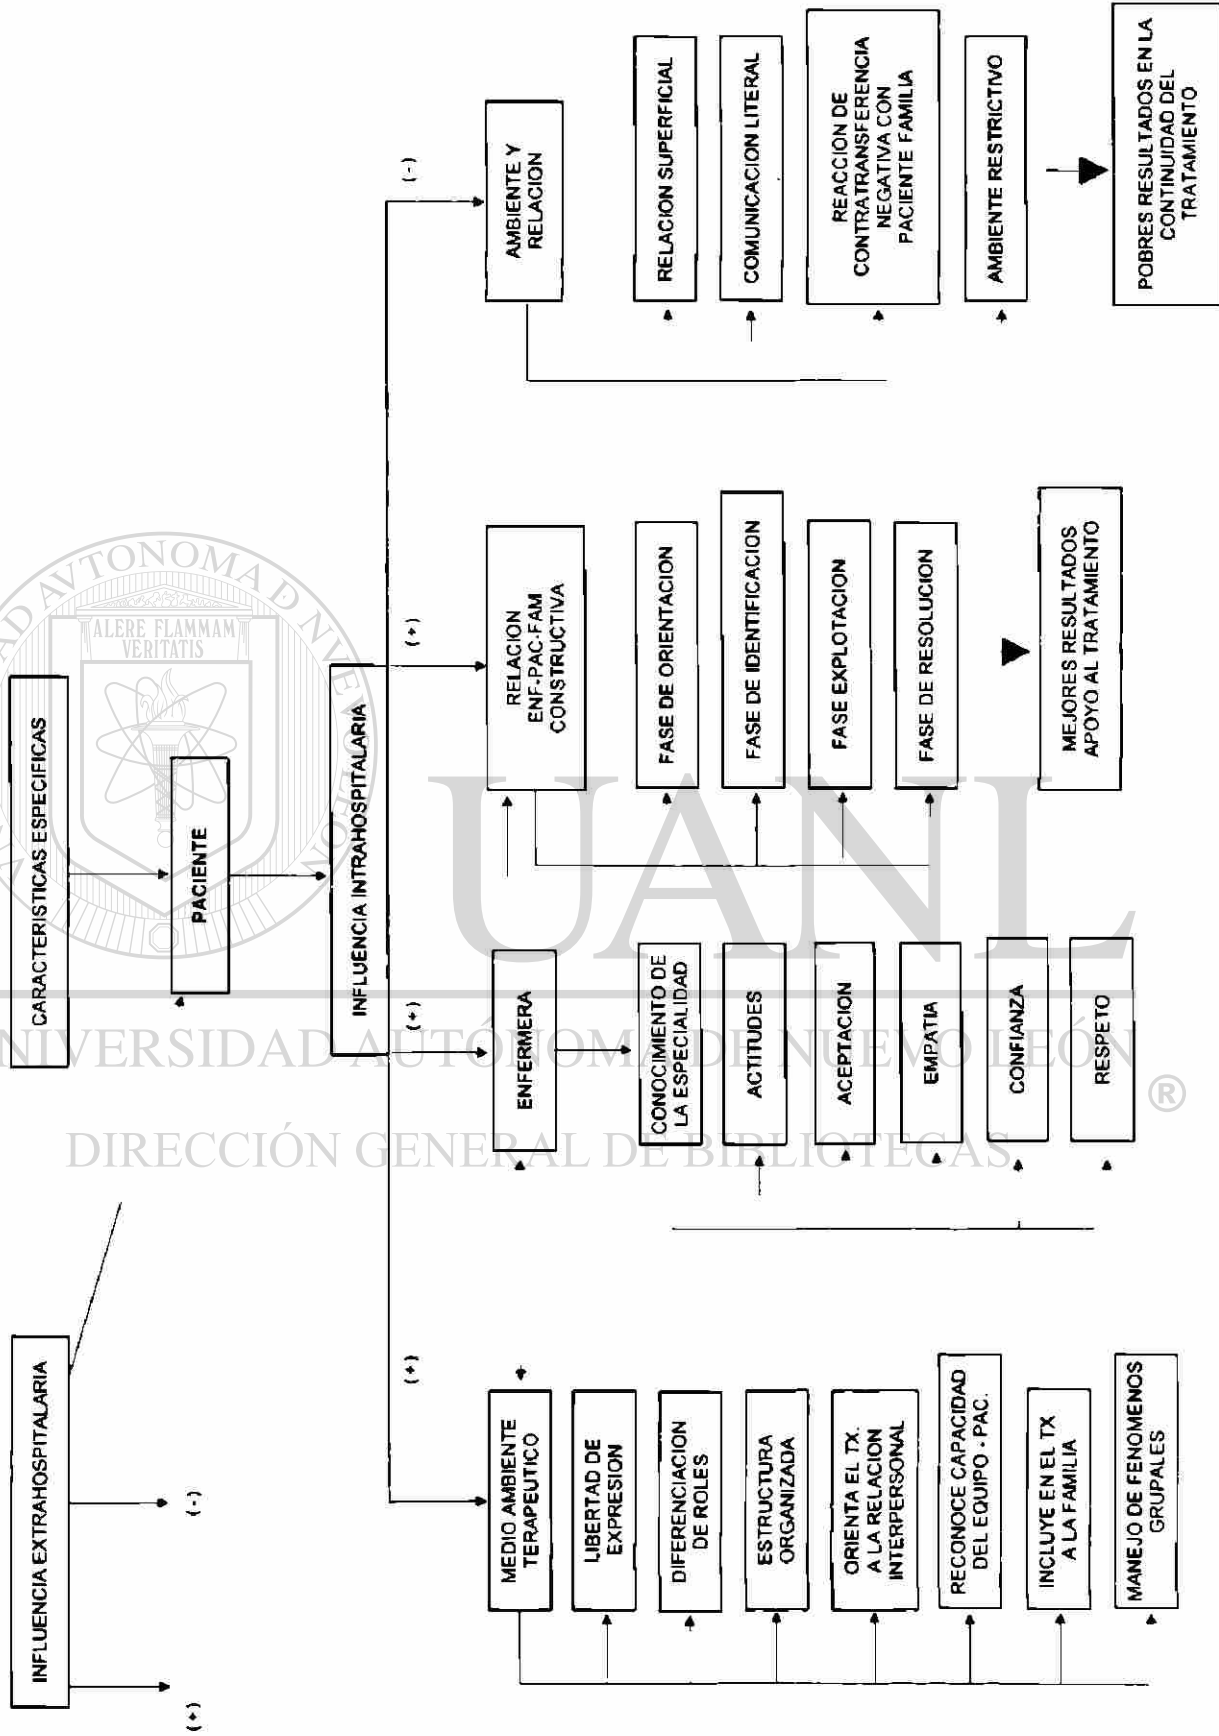 INFLUENCIA EXTRAHOSPITALARIA
(+)
(-)
CARACTERISTICAS ESPECIFICAS
PACIENTE
INFLUENCIA INTRAHOSPITALARIA
(+)
(+)
(+)
(-)
MEDIO AMBIENTE
TERAPEUTICO
LIBERTAD DE
EXPRESION
DIFERENCIACION
DE ROLES
ESTRUCTURA
ORGANIZADA
ORIENTA EL TX.
A LA RELACION
INTERPERSONAL
RECONOCE CAPACIDAD
DEL EQUIPO - PAC.
INCLUYE EN EL TX
A LA FAMILIA
MANEJO DE FENOMENOS
GRUPALES
ENFERMERA
CONOCIMIENTO DE
LA ESPECIALIDAD
ACTITUDES
ACEPTACION
EMPATIA
CONFIANZA
RESPETO
RELACION
ENF-PAC-FAM
CONSTRUCTIVA
FASE DE ORIENTACION
FASE DE IDENTIFICACION
FASE EXPLOTACION
FASE DE RESOLUCION
MEJORES RESULTADOS
APOYO AL TRATAMIENTO
AMBIENTE Y
RELACION
RELACION SUPERFICIAL
COMUNICACION LITERAL
REACCION DE
CONTRATRANSFERENCIA
NEGATIVA CON
PACIENTE FAMILIA
AMBIENTE RESTRICTIVO
POBRES RESULTADOS EN LA
CONTINUIDAD DEL
TRATAMIENTO
ALERE FLAMMAM
VERITATIS
UANL
NIVERSIDAD AUTÓNOMA DE NUEVO LEÓN
®
DIRECCIÓN GENERAL DE BIBLIOTECAS